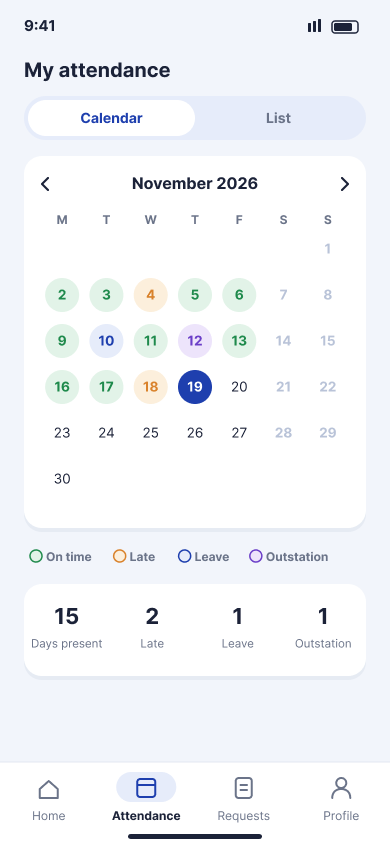 9:41
My attendance
Calendar List
November 2026
M T W T F S S
1
2 3 4 5 6 7 8
9 10 11 12 13 14 15
16 17 18 19 20 21 22
23 24 25 26 27 28 29
30
On time Late Leave Outstation
15 2 1 1
Days present Late Leave Outstation
Home Attendance Requests Profile